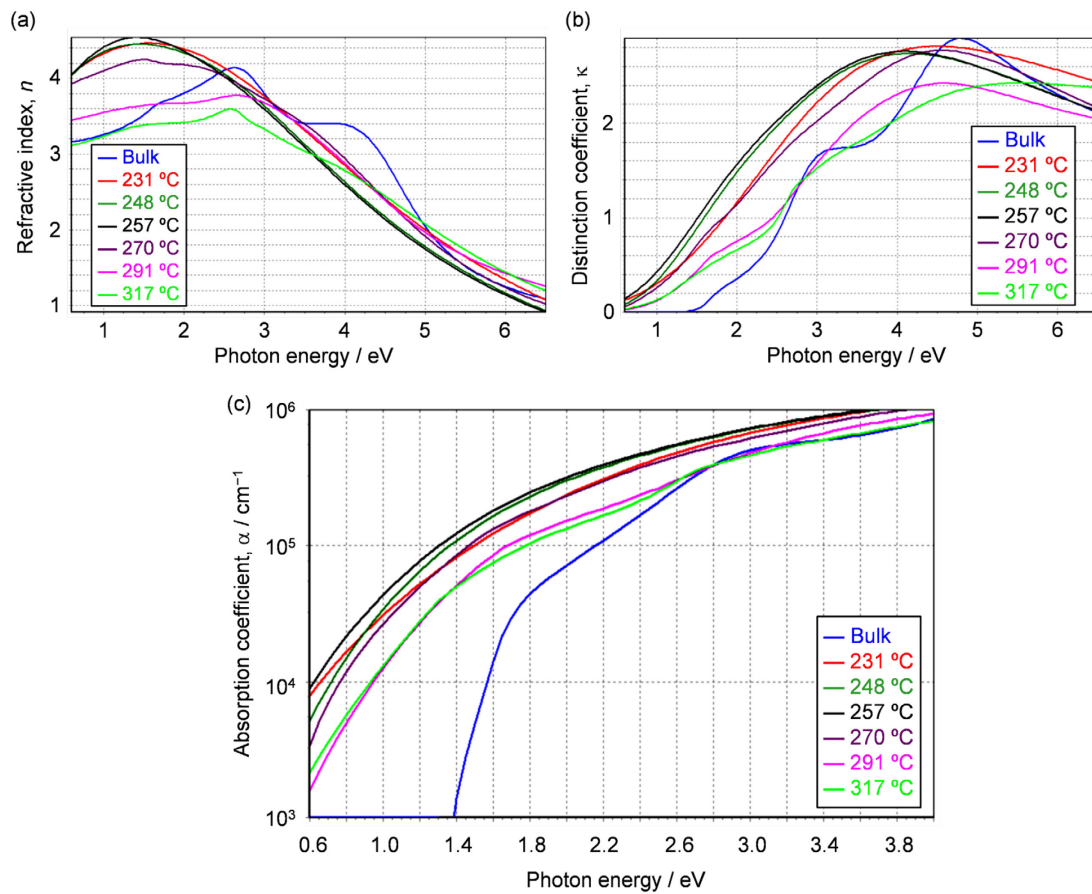 (a)
Refractive index, n
4
3
2
1
1 2 3 4 5 6
Photon energy / eV
Bulk
231 ºC
248 ºC
257 ºC
270 ºC
291 ºC
317 ºC
(b)
Distinction coefficient, κ
2
1
0
1 2 3 4 5 6
Photon energy / eV
Bulk
231 ºC
248 ºC
257 ºC
270 ºC
291 ºC
317 ºC
(c)
Absorption coefficient, α / cm⁻¹
10⁶
10⁵
10⁴
10³
0.6 1.0 1.4 1.8 2.2 2.6 3.0 3.4 3.8
Photon energy / eV
Bulk
231 ºC
248 ºC
257 ºC
270 ºC
291 ºC
317 ºC